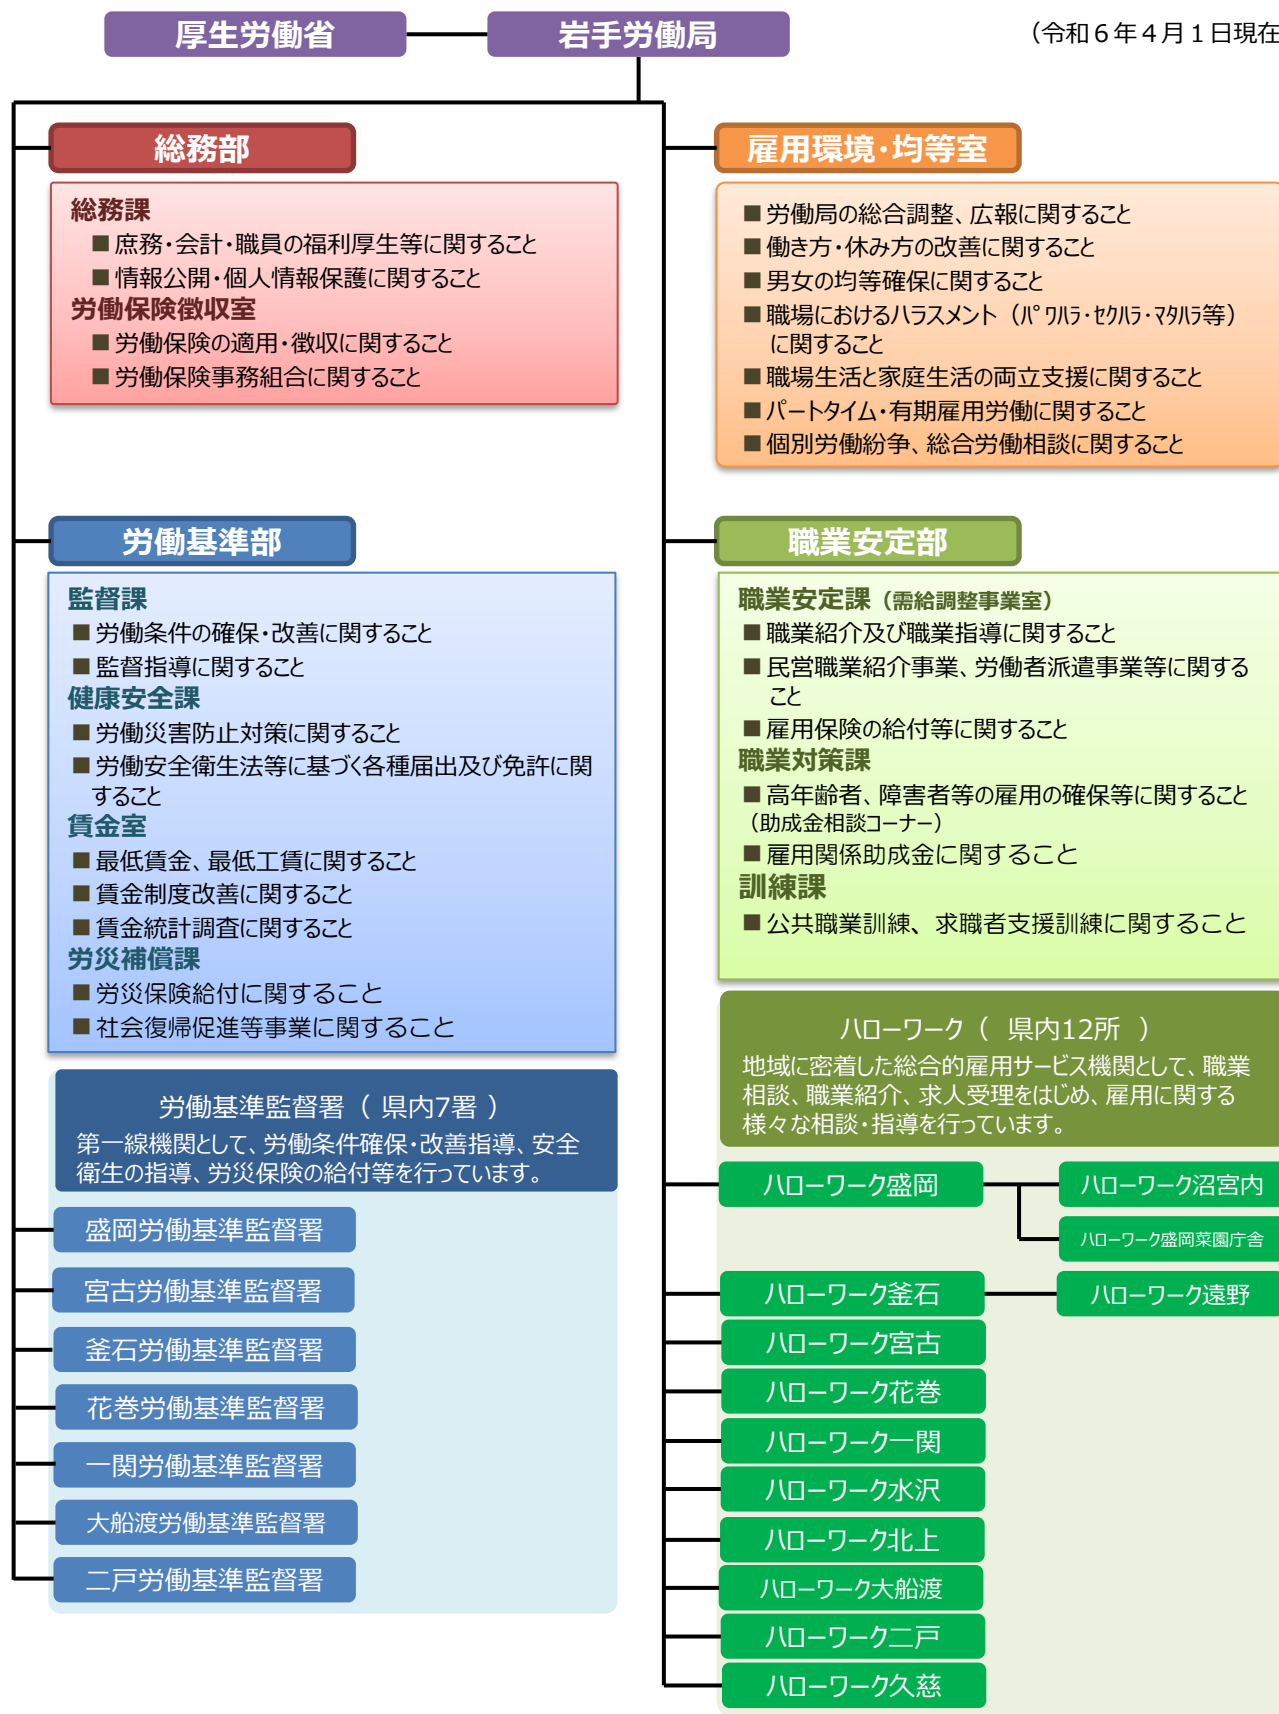 厚生労働省
岩手労働局
（令和６年４月１日現在
総務部
総務課
■ 庶務・会計・職員の福利厚生等に関すること
■ 情報公開・個人情報保護に関すること
労働保険徴収室
■ 労働保険の適用・徴収に関すること
■ 労働保険事務組合に関すること
雇用環境・均等室
■ 労働局の総合調整、広報に関すること
■ 働き方・休み方の改善に関すること
■ 男女の均等確保に関すること
■ 職場におけるハラスメント（ﾊﾟﾜﾊﾗ・ｾｸﾊﾗ・ﾏﾀﾊﾗ等）
に関すること
■ 職場生活と家庭生活の両立支援に関すること
■ パートタイム・有期雇用労働に関すること
■ 個別労働紛争、総合労働相談に関すること
労働基準部
監督課
■ 労働条件の確保・改善に関すること
■ 監督指導に関すること
健康安全課
■ 労働災害防止対策に関すること
■ 労働安全衛生法等に基づく各種届出及び免許に関
すること
賃金室
■ 最低賃金、最低工賃に関すること
■ 賃金制度改善に関すること
■ 賃金統計調査に関すること
労災補償課
■ 労災保険給付に関すること
■ 社会復帰促進等事業に関すること
労働基準監督署（ 県内7署 ）
第一線機関として、労働条件確保・改善指導、安全
衛生の指導、労災保険の給付等を行っています。
盛岡労働基準監督署
宮古労働基準監督署
釜石労働基準監督署
花巻労働基準監督署
一関労働基準監督署
大船渡労働基準監督署
二戸労働基準監督署
職業安定部
職業安定課（需給調整事業室）
■ 職業紹介及び職業指導に関すること
■ 民営職業紹介事業、労働者派遣事業等に関する
こと
■ 雇用保険の給付等に関すること
職業対策課
■ 高年齢者、障害者等の雇用の確保等に関すること
（助成金相談コーナー）
■ 雇用関係助成金に関すること
訓練課
■ 公共職業訓練、求職者支援訓練に関すること
ハローワーク（ 県内12所 ）
地域に密着した総合的雇用サービス機関として、職業
相談、職業紹介、求人受理をはじめ、雇用に関する
様々な相談・指導を行っています。
ハローワーク盛岡
ハローワーク沼宮内
ハローワーク盛岡菜園庁舎
ハローワーク釜石
ハローワーク遠野
ハローワーク宮古
ハローワーク花巻
ハローワーク一関
ハローワーク水沢
ハローワーク北上
ハローワーク大船渡
ハローワーク二戸
ハローワーク久慈